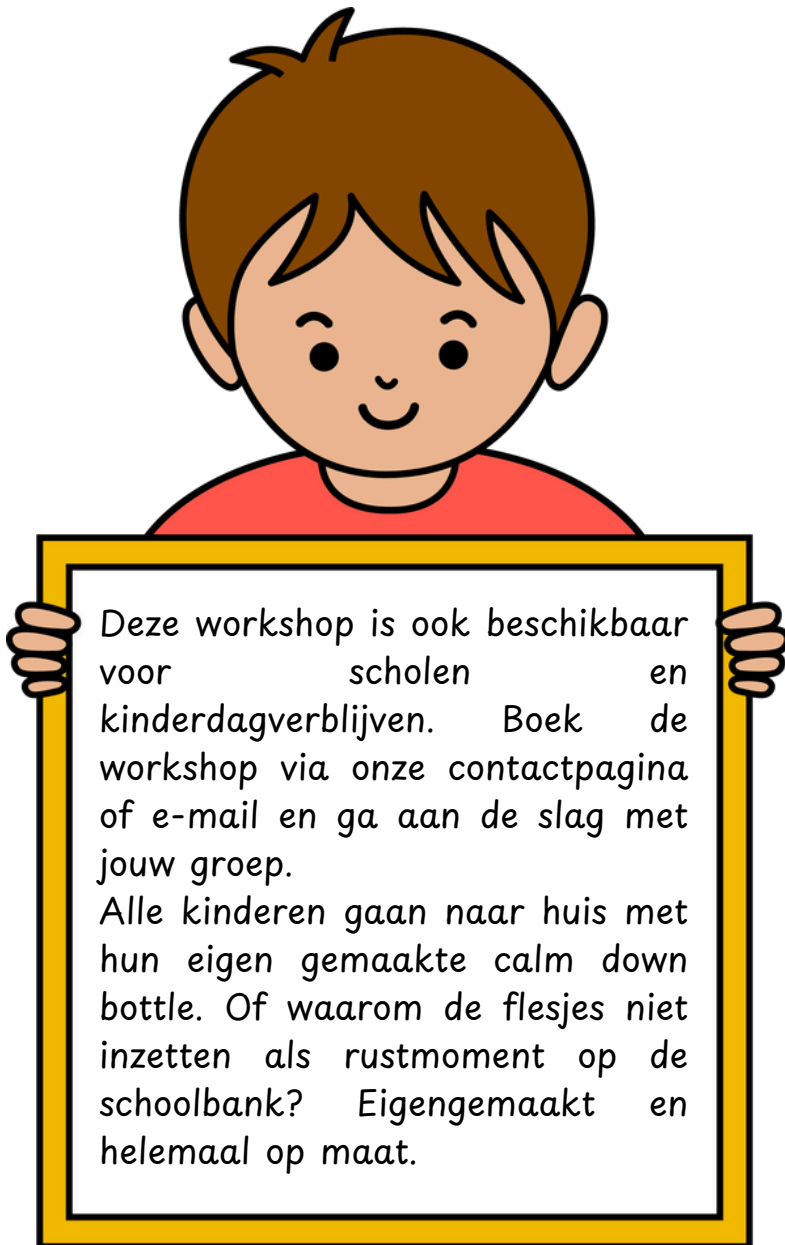 Deze workshop is ook beschikbaar
voor scholen en
kinderdagverblijven. Boek de
workshop via onze contactpagina
of e-mail en ga aan de slag met
jouw groep.
Alle kinderen gaan naar huis met
hun eigen gemaakte calm down
bottle. Of waarom de flesjes niet
inzetten als rustmoment op de
schoolbank? Eigengemaakt en
helemaal op maat.